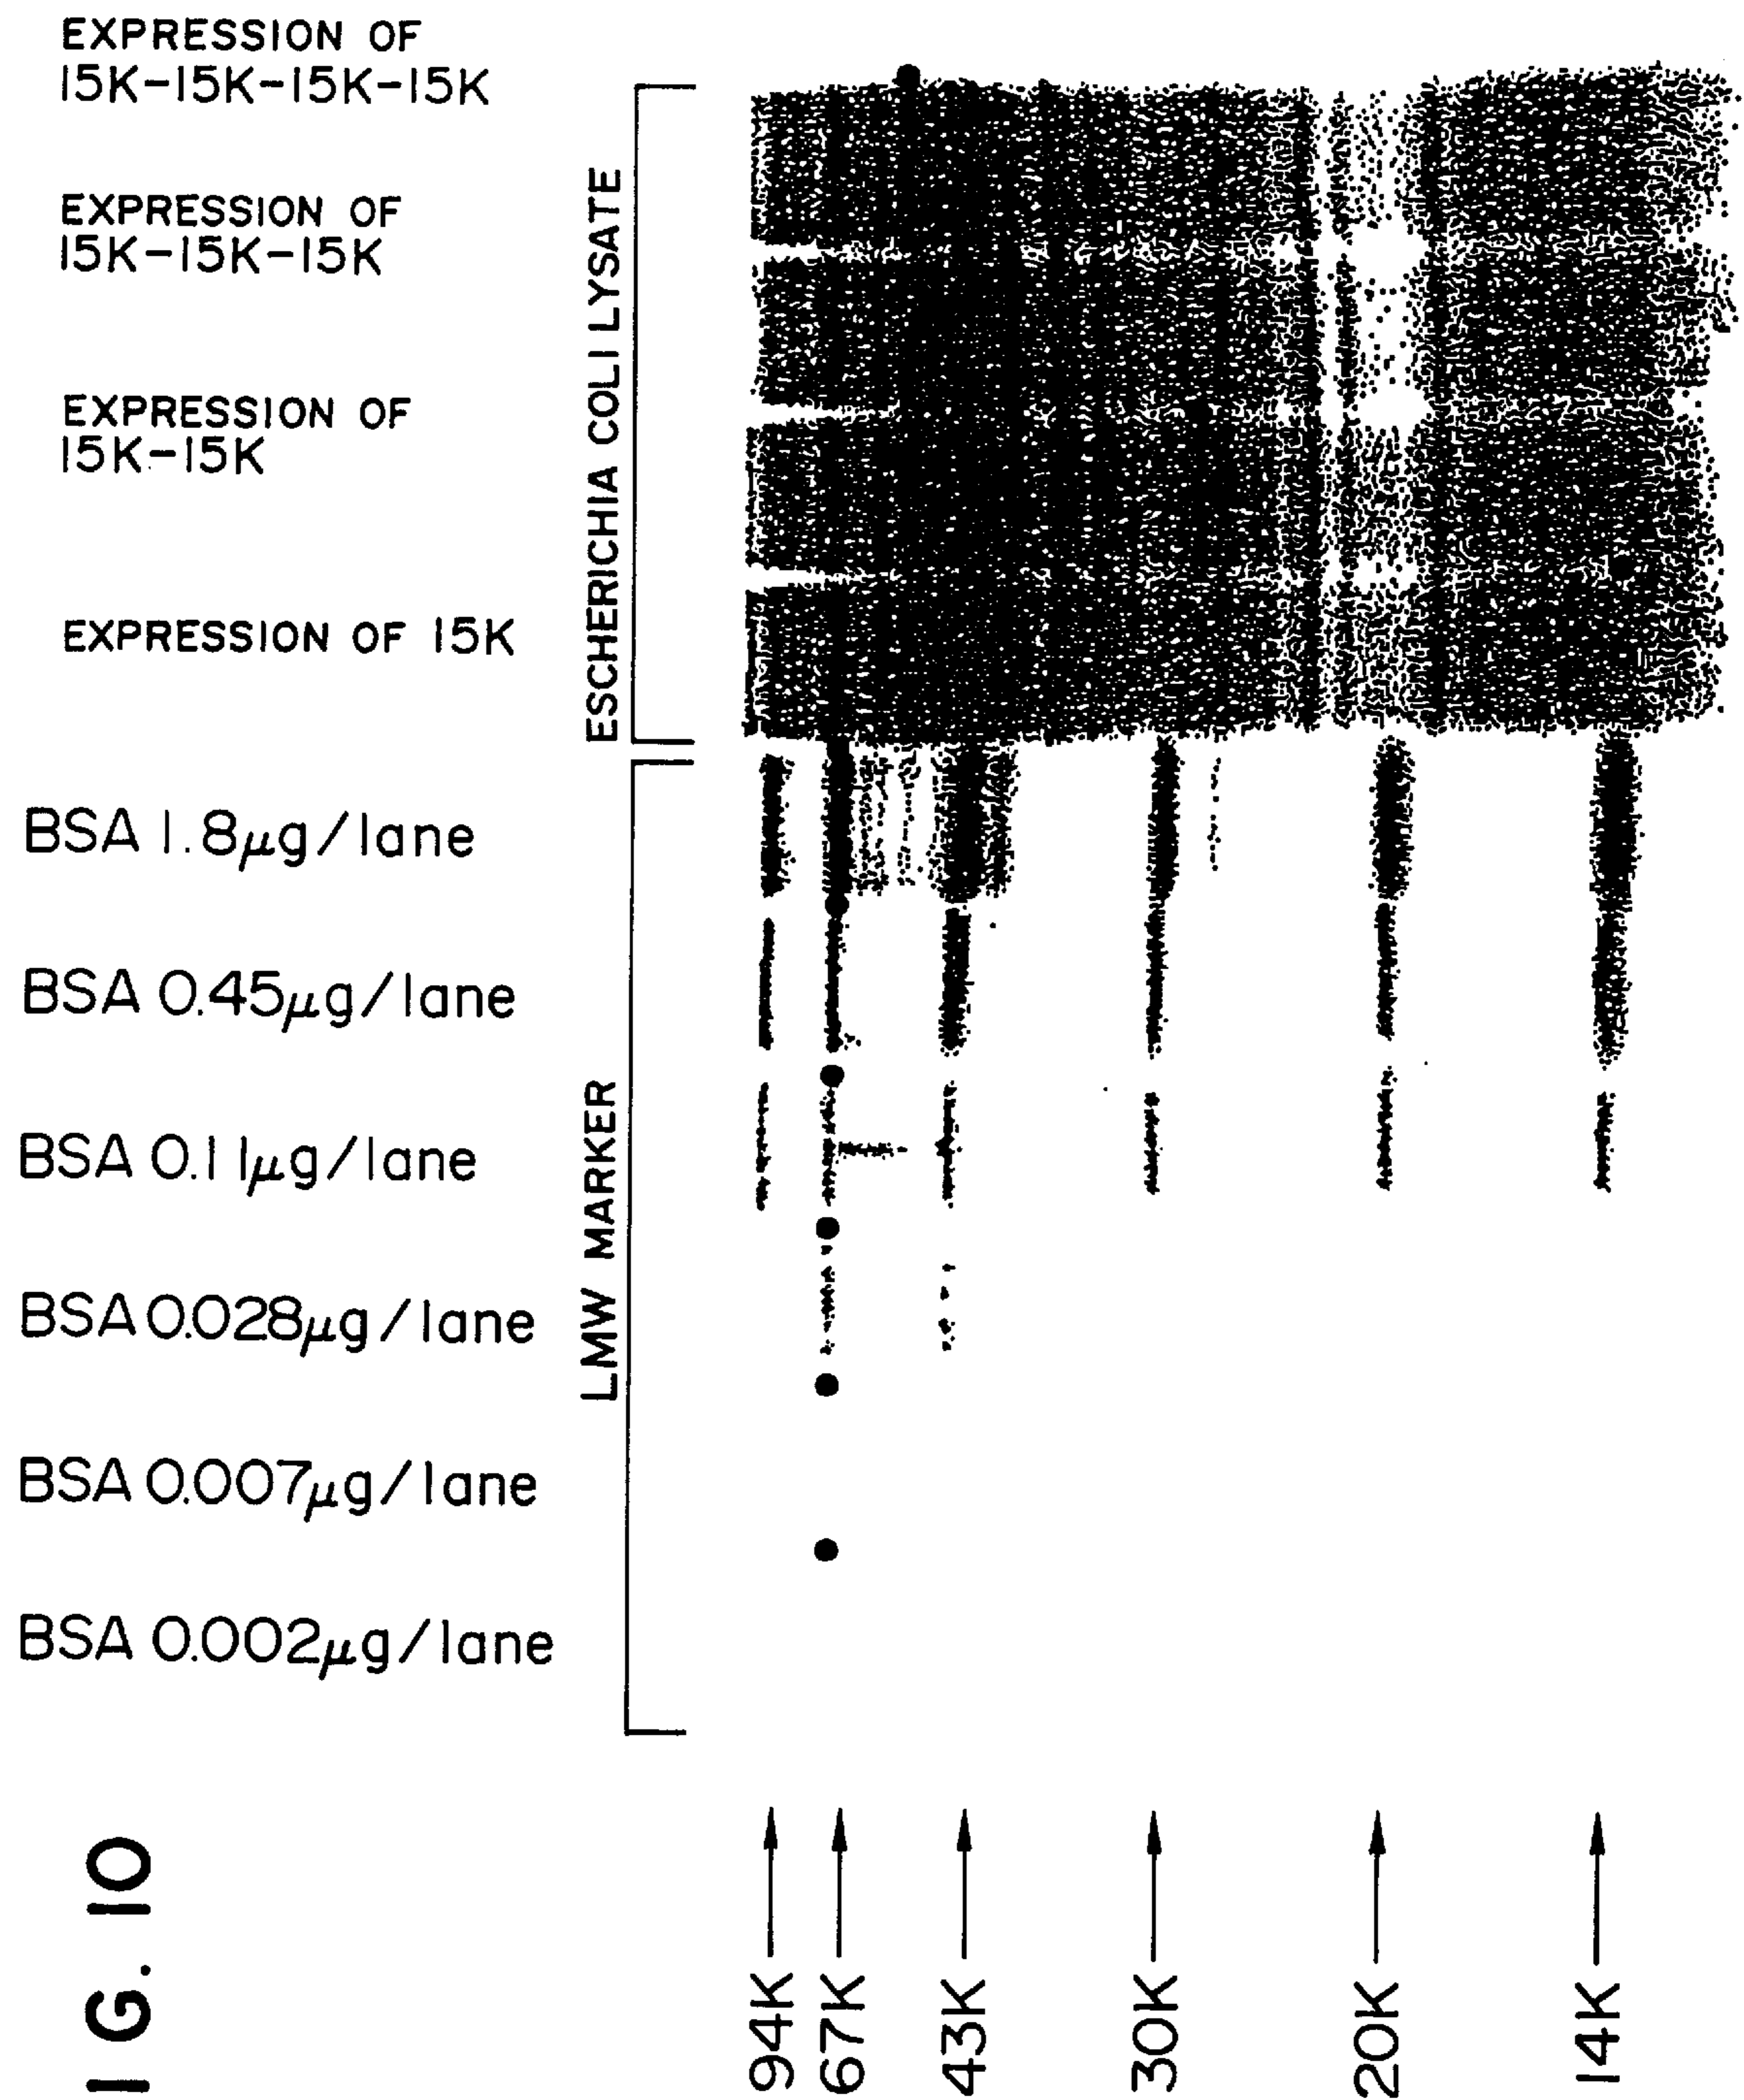 EXPRESSION OF
15K-15K-15K-15K
EXPRESSION OF
15K-15K-15K
EXPRESSION OF
15K-15K
EXPRESSION OF 15K
ESCHERICHIA COLI LYSATE
BSA 1.8μg/lane
BSA 0.45μg/lane
BSA 0.11μg/lane
BSA 0.028μg/lane
BSA 0.007μg/lane
BSA 0.002μg/lane
LMW MARKER
94K
67K
43K
30K
20K
14K
IG. 10